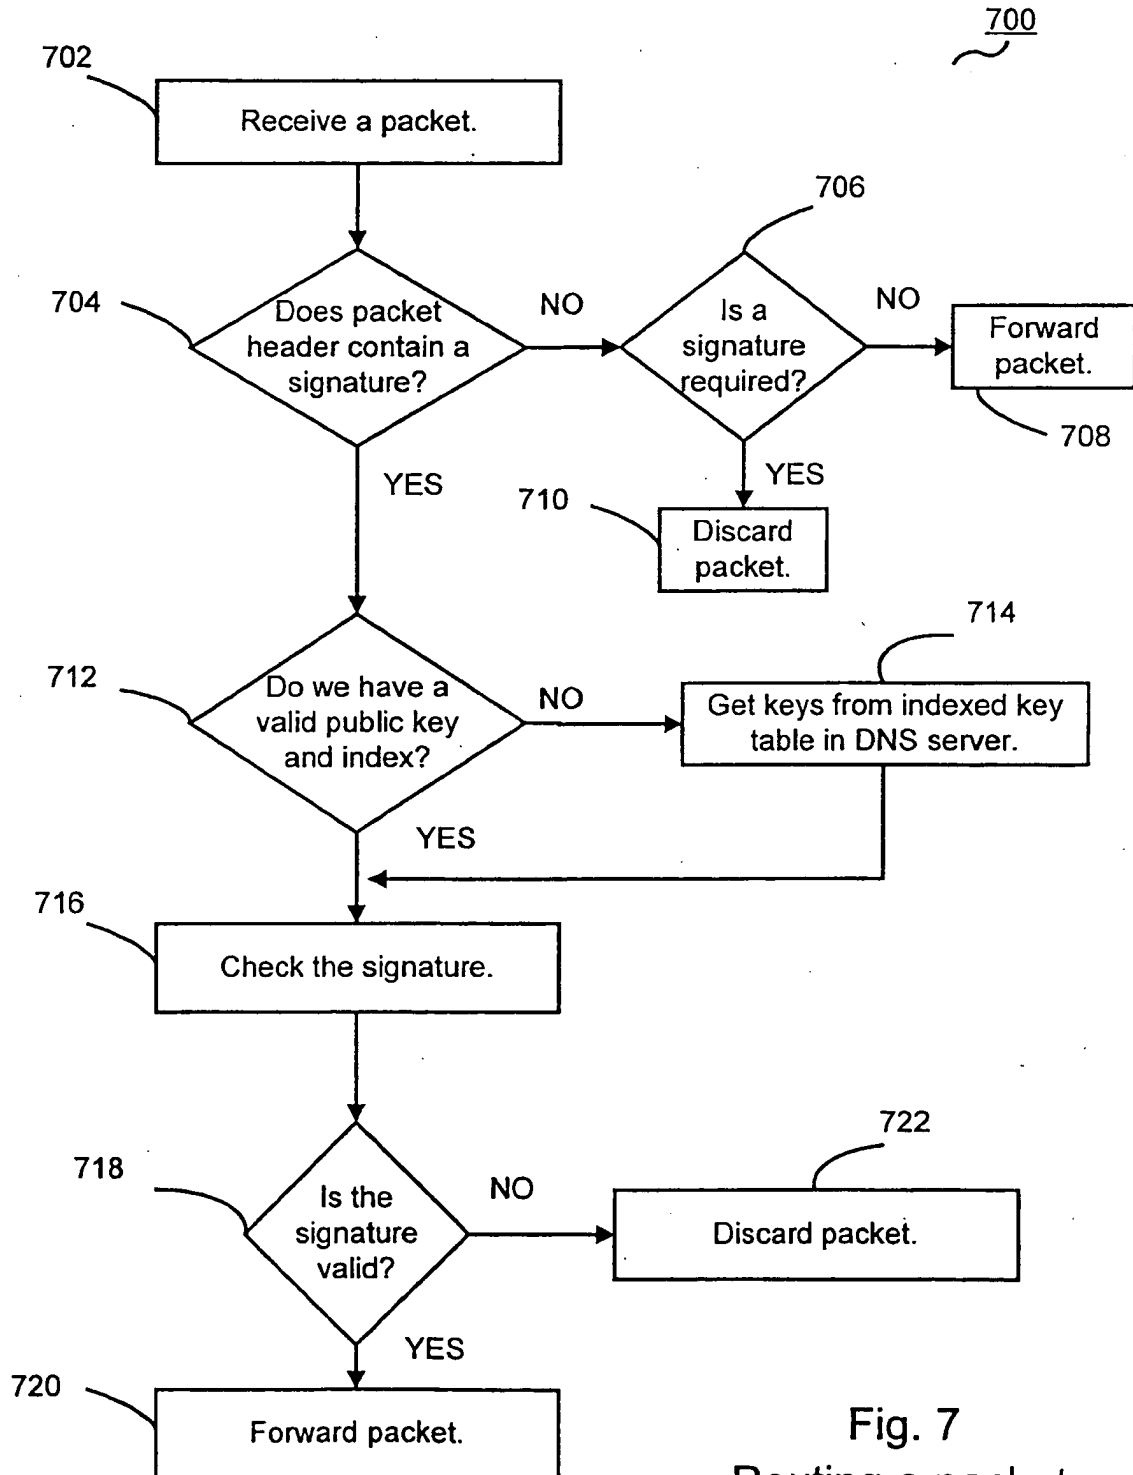 700
702
Receive a packet.
706
704
Does packet
header contain a
signature?
NO
Is a
signature
required?
NO
Forward
packet.
708
YES
YES
710
Discard
packet.
714
712
Do we have a
valid public key
and index?
NO
Get keys from indexed key
table in DNS server.
YES
716
Check the signature.
722
718
Is the
signature
valid?
NO
Discard packet.
YES
720
Forward packet.
Fig. 7
Routing a packet